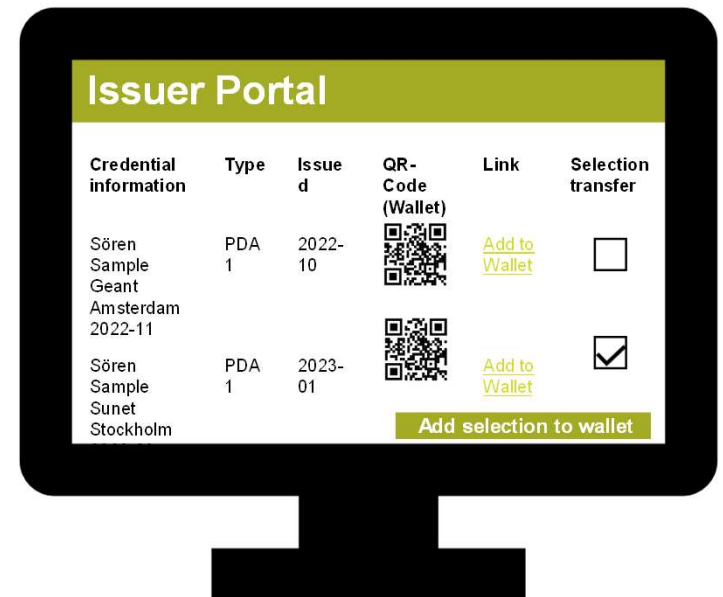 Issuer Portal
Credential information
Type
Issue
d
QR-
Code
(Wallet)
Link
Selection
transfer
Sören
Sample
Geant
Amsterdam
2022-11
PDA
1
2022-
10
Add to
Wallet
Sören
Sample
Sunet
Stockholm
PDA
1
2023-
01
Add to
Wallet
Add selection to wallet